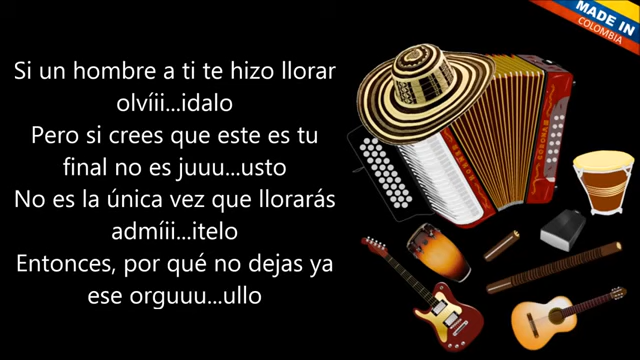 MADE IN
COLOMBIA
Si un hombre a ti te hizo llorar
olvíii...idalo
Pero si crees que este es tu
final no es juuu...usto
No es la única vez que llorarás
admíii...itelo
Entonces, por qué no dejas ya
ese orguuu...ullo
HOHNER